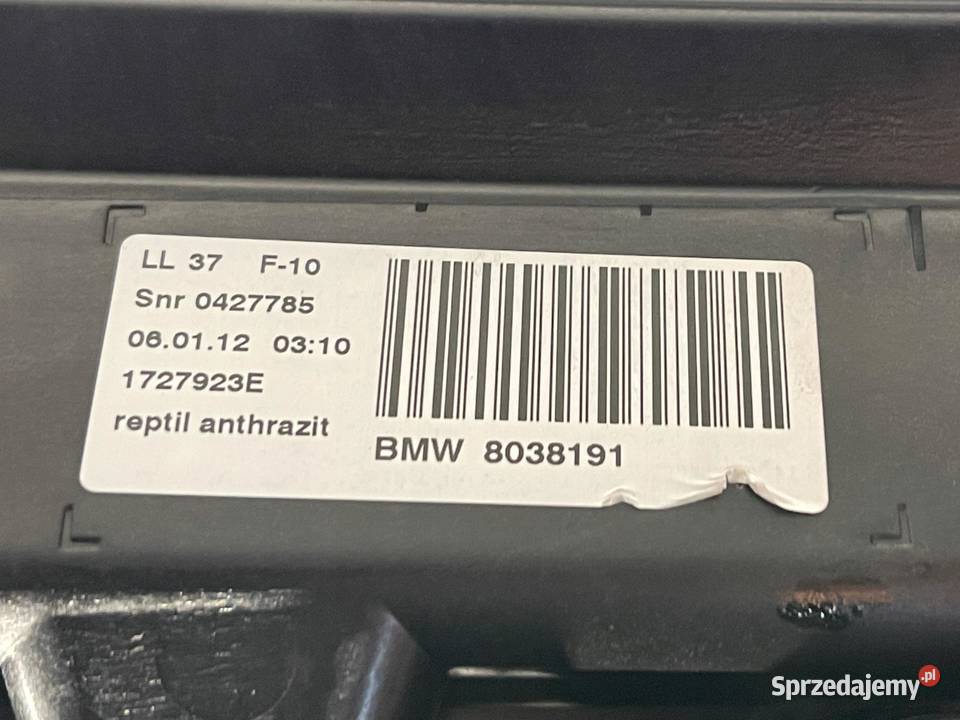 LL 37 F-10
Snr 0427785
06.01.12 03:10
1727923E
reptil anthrazit
BMW 8038191
Sprzedajemy.pl